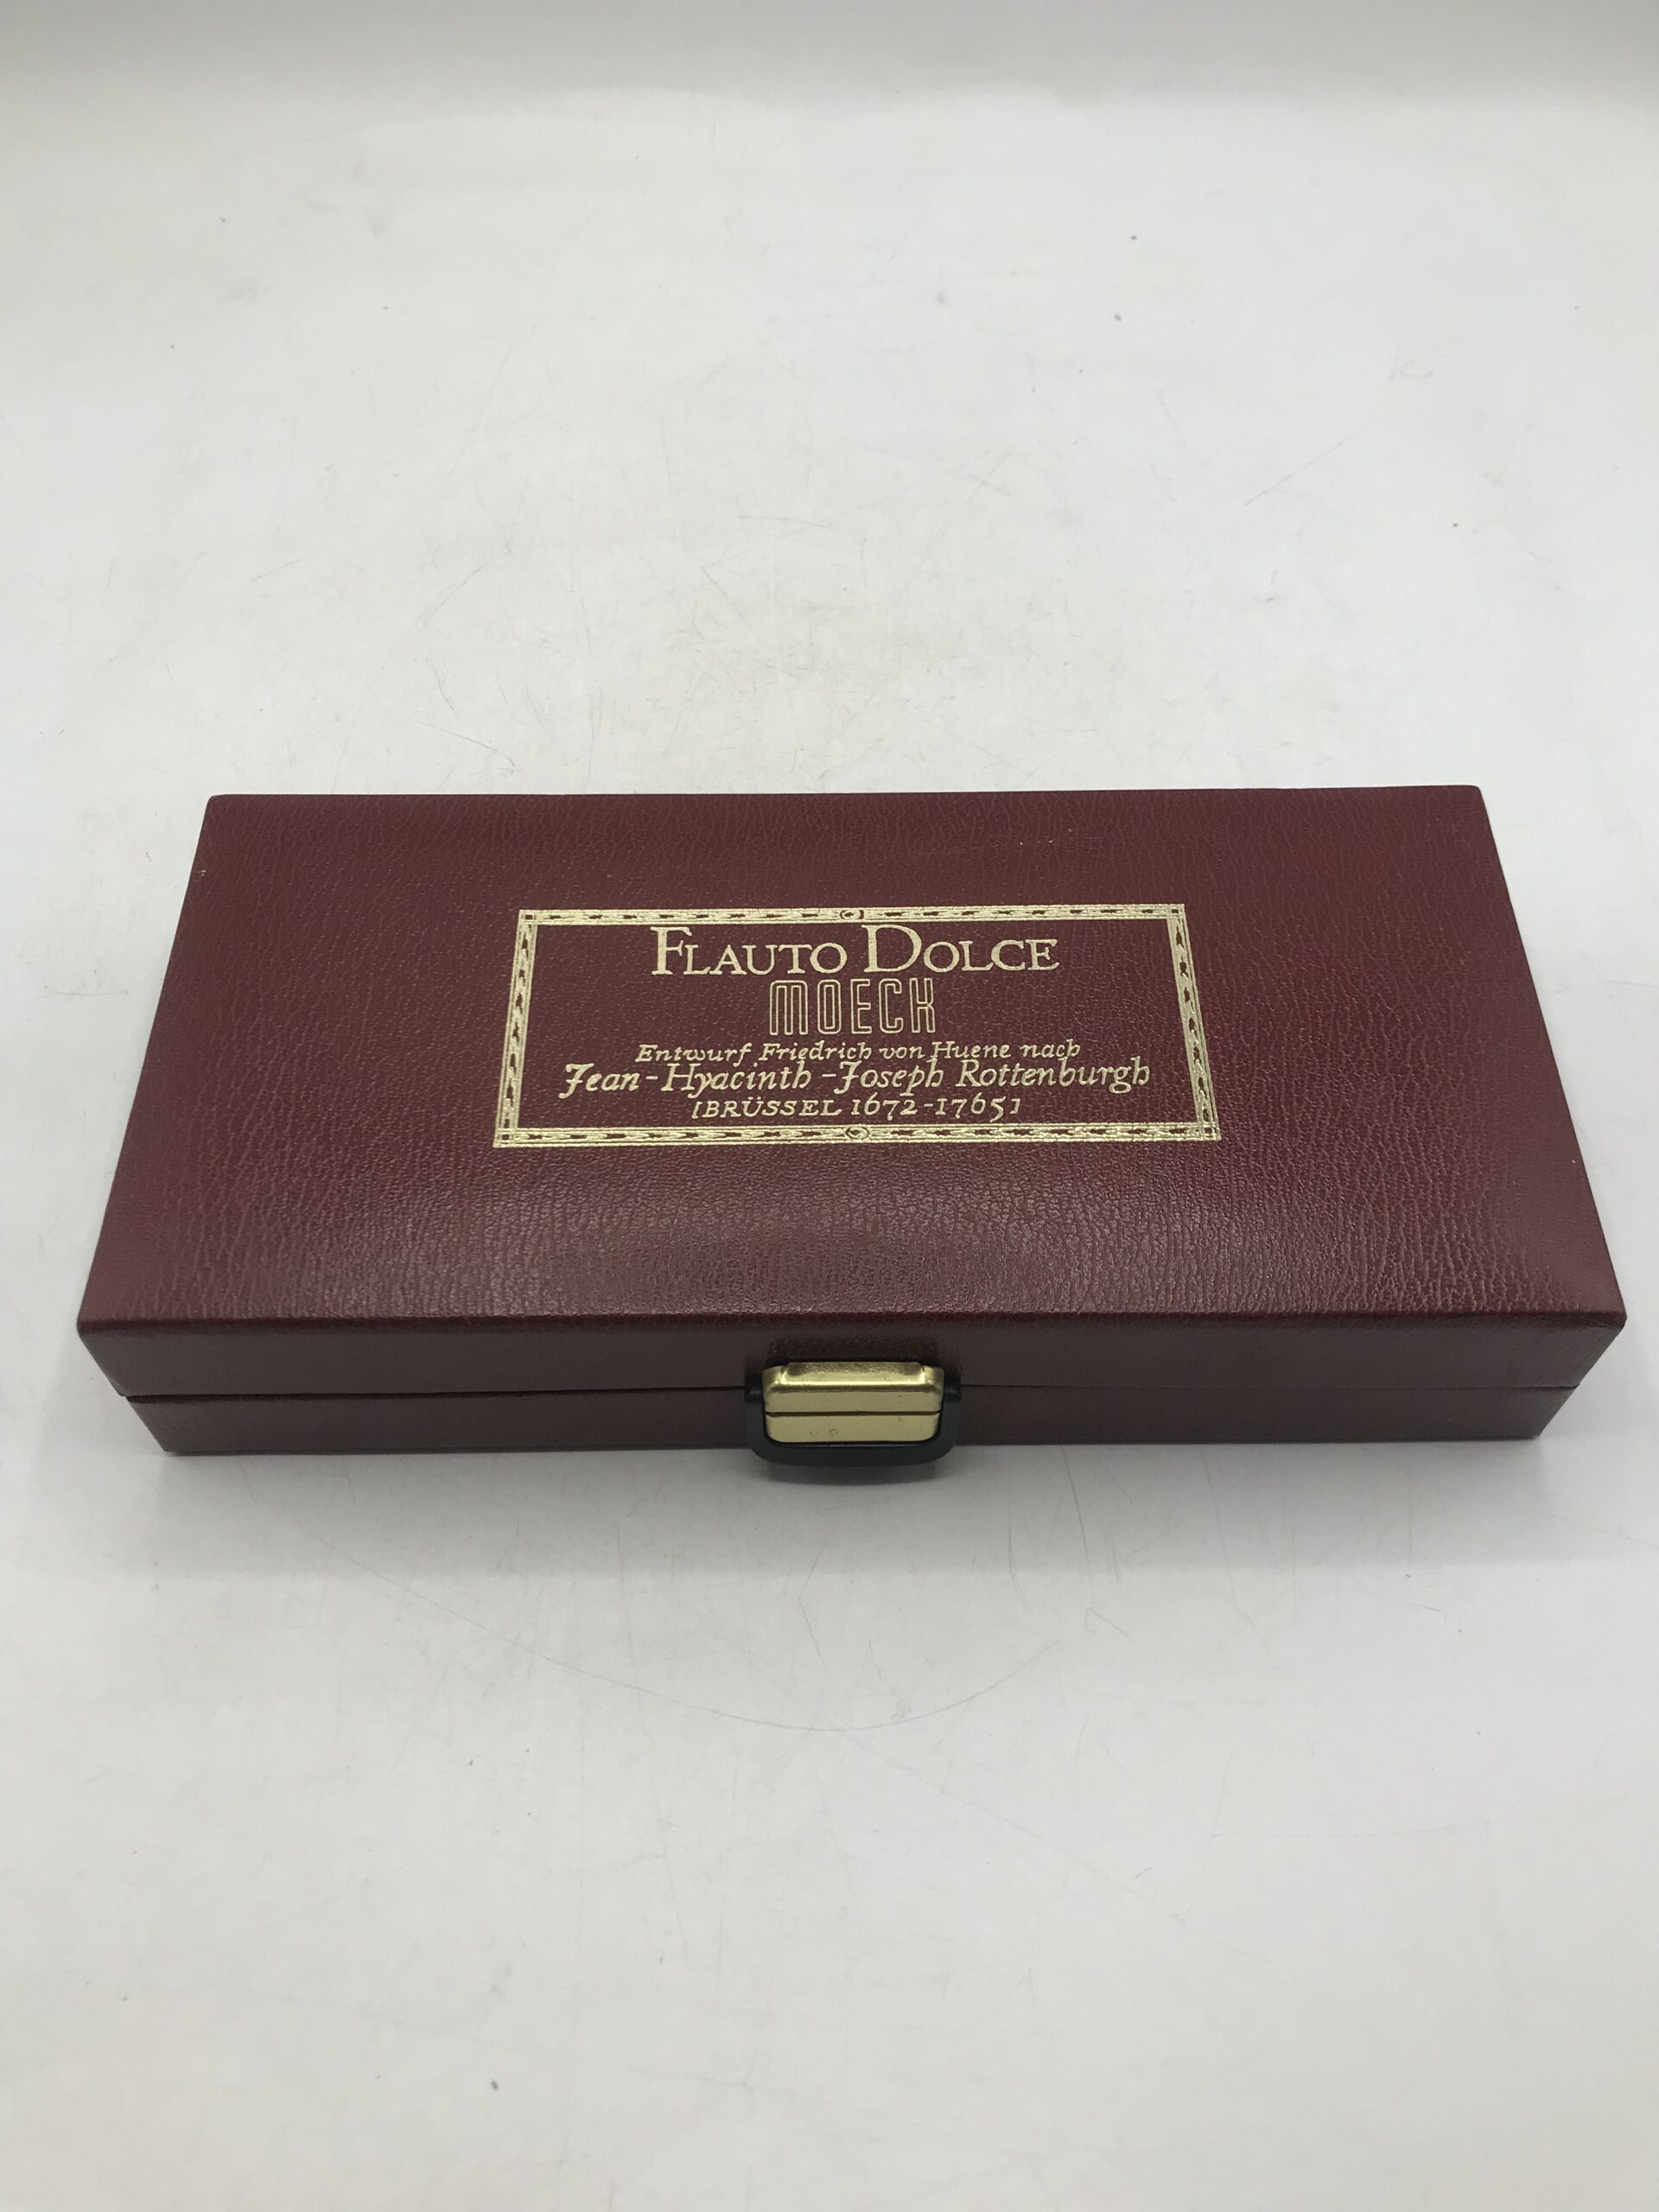 FLAUTO DOLCE
MOECK
Entwurf Friedrich von Huene nach
Jean-Hyacinth-Joseph Rottenburgh
[BRÜSSEL 1672-1765]